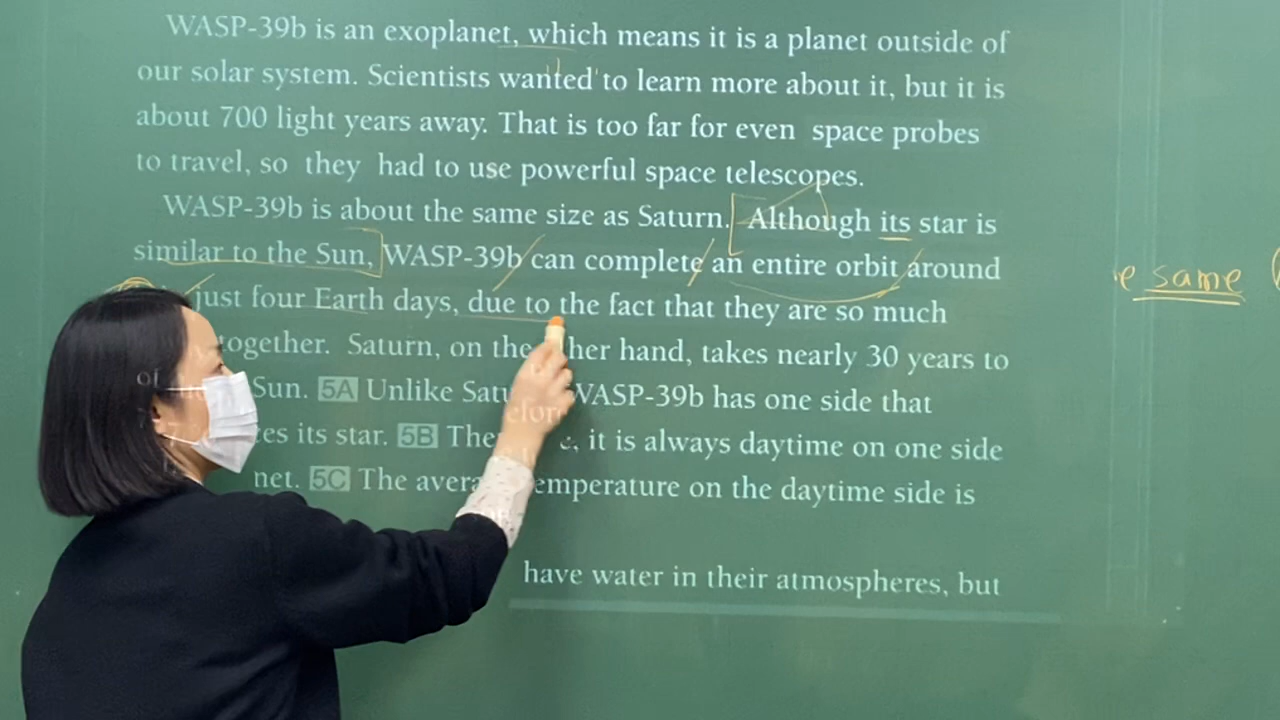 WASP-39b is an exoplanet, which means it is a planet outside of
our solar system. Scientists wanted to learn more about it, but it is
about 700 light years away. That is too far for even space probes
to travel, so they had to use powerful space telescopes.
WASP-39b is about the same size as Saturn. Although its star is
similar to the Sun, WASP-39b can complete an entire orbit around
just four Earth days, due to the fact that they are so much
together. Saturn, on the her hand, takes nearly 30 years to
of Sun. 5A Unlike Satu WASP-39b has one side that
es its star. 5B The efore, it is always daytime on one side
net. 5C The avera emperature on the daytime side is
have water in their atmospheres, but
e same